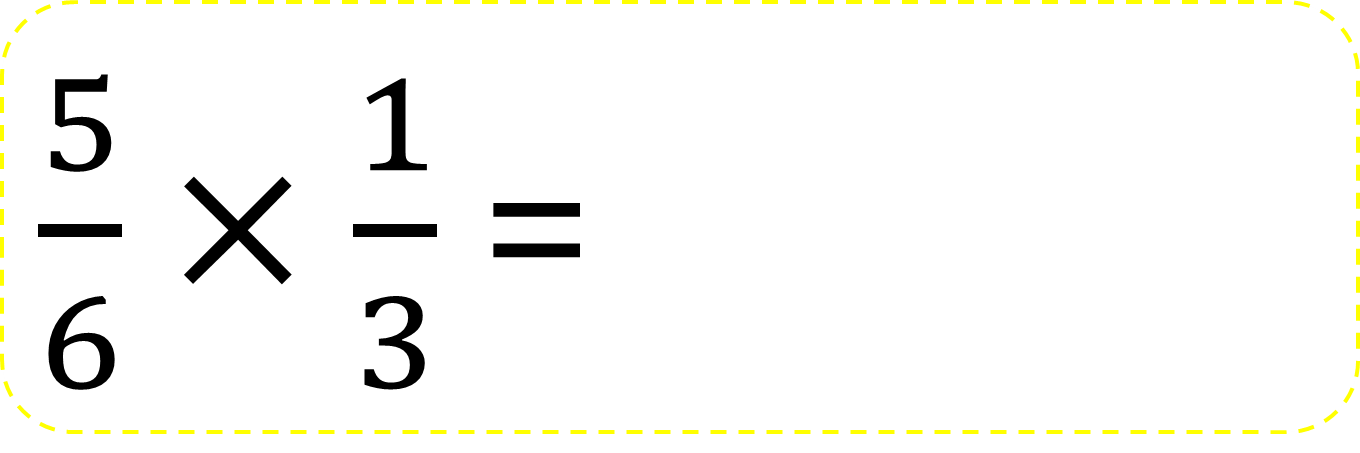 5/6 × 1/3 =